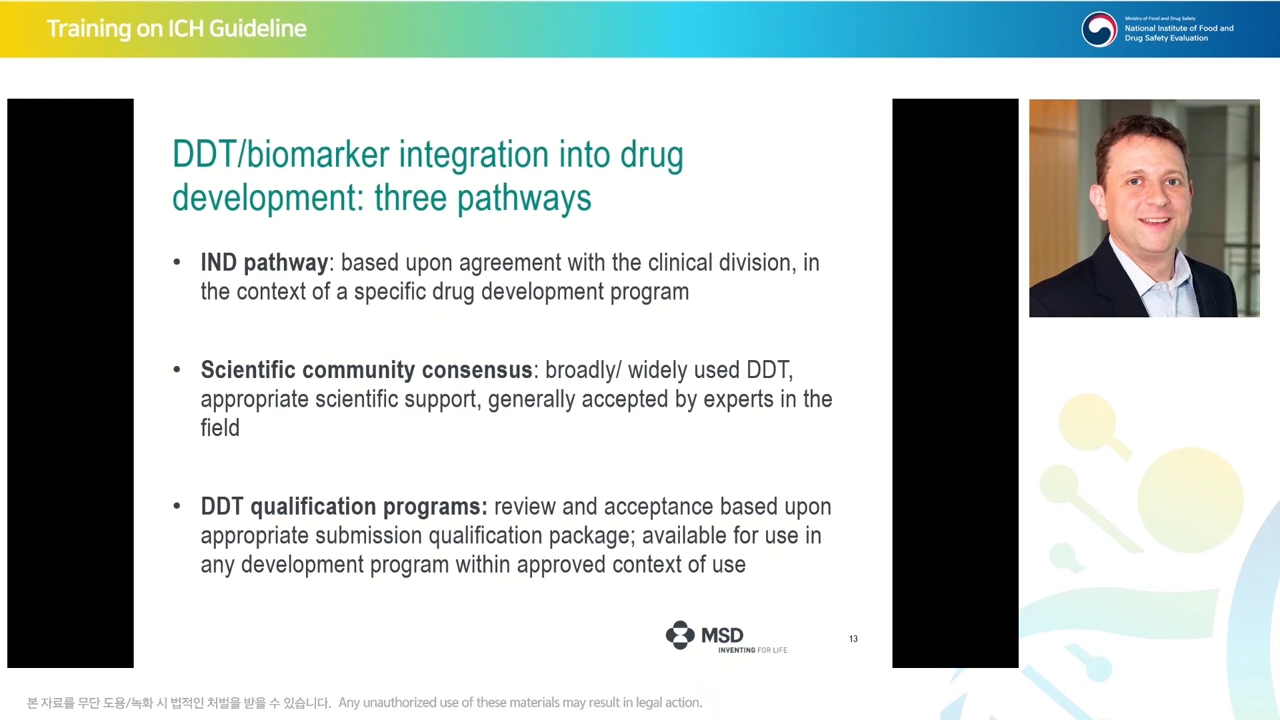 Training on ICH Guideline
Ministry of Food and Drug Safety
National Institute of Food and
Drug Safety Evaluation
DDT/biomarker integration into drug
development: three pathways
• IND pathway: based upon agreement with the clinical division, in
the context of a specific drug development program
• Scientific community consensus: broadly/ widely used DDT,
appropriate scientific support, generally accepted by experts in the
field
• DDT qualification programs: review and acceptance based upon
appropriate submission qualification package; available for use in
any development program within approved context of use
MSD
INVENTING FOR LIFE
13
본 자료를 무단 도용/녹화 시 법적인 처벌을 받을 수 있습니다. Any unauthorized use of these materials may result in legal action.